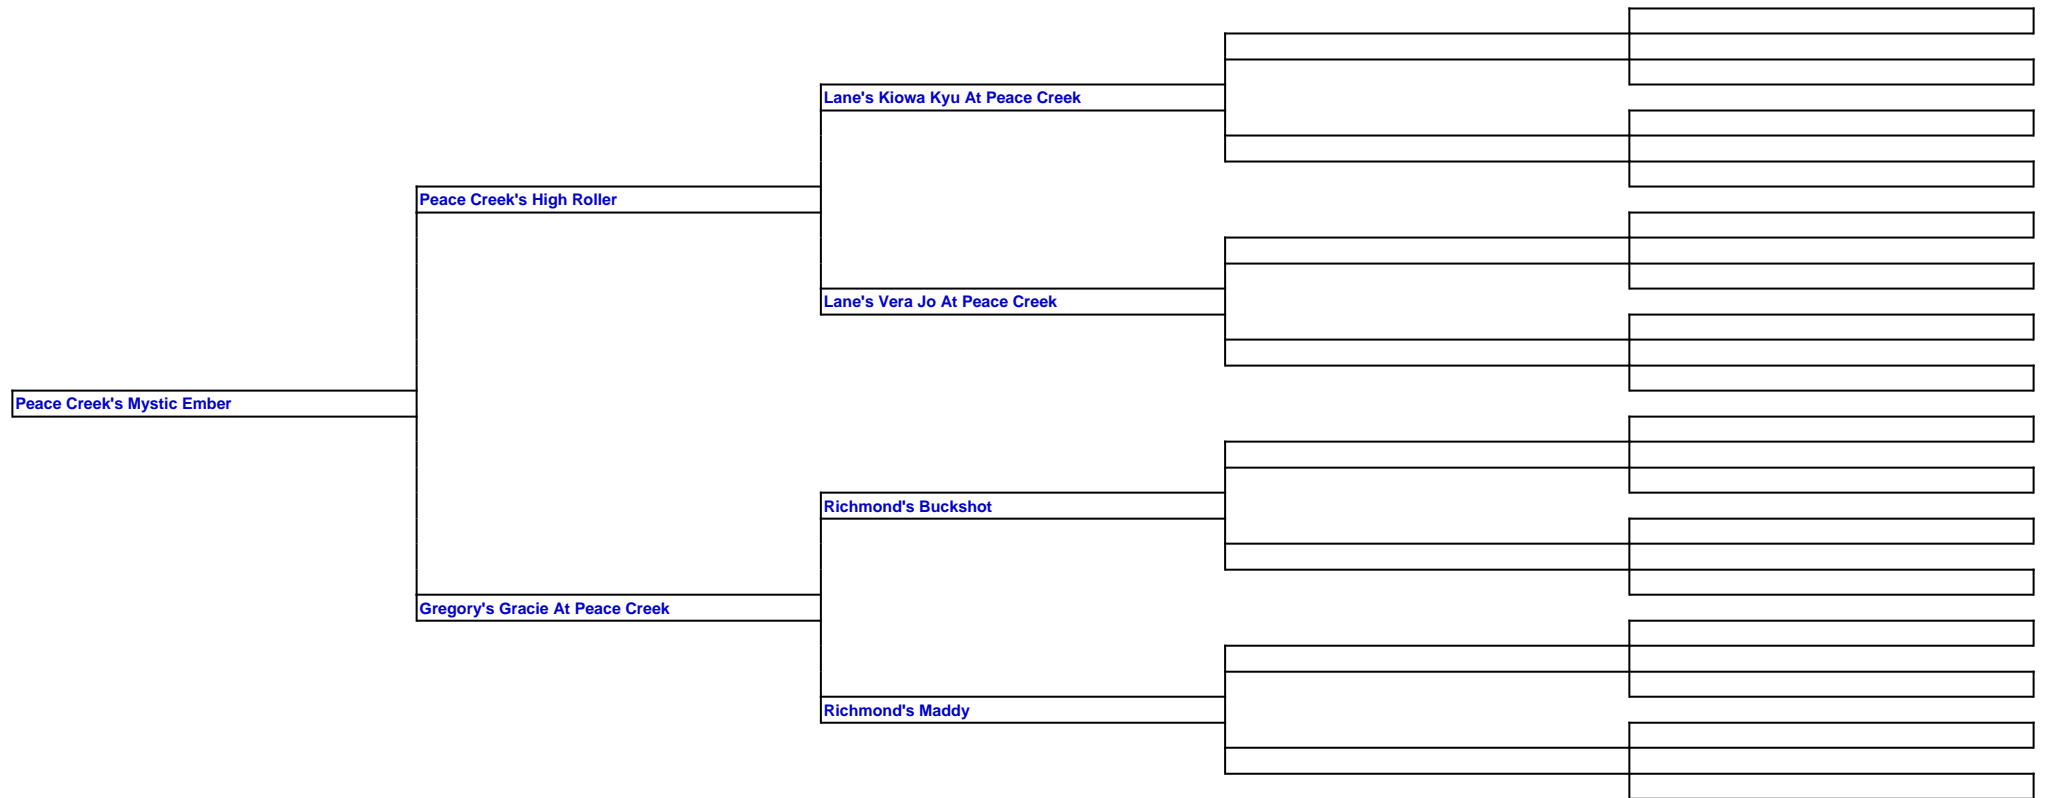 Lane's Kiowa Kyu At Peace Creek
Peace Creek's High Roller
Lane's Vera Jo At Peace Creek
Peace Creek's Mystic Ember
Richmond's Buckshot
Gregory's Gracie At Peace Creek
Richmond's Maddy